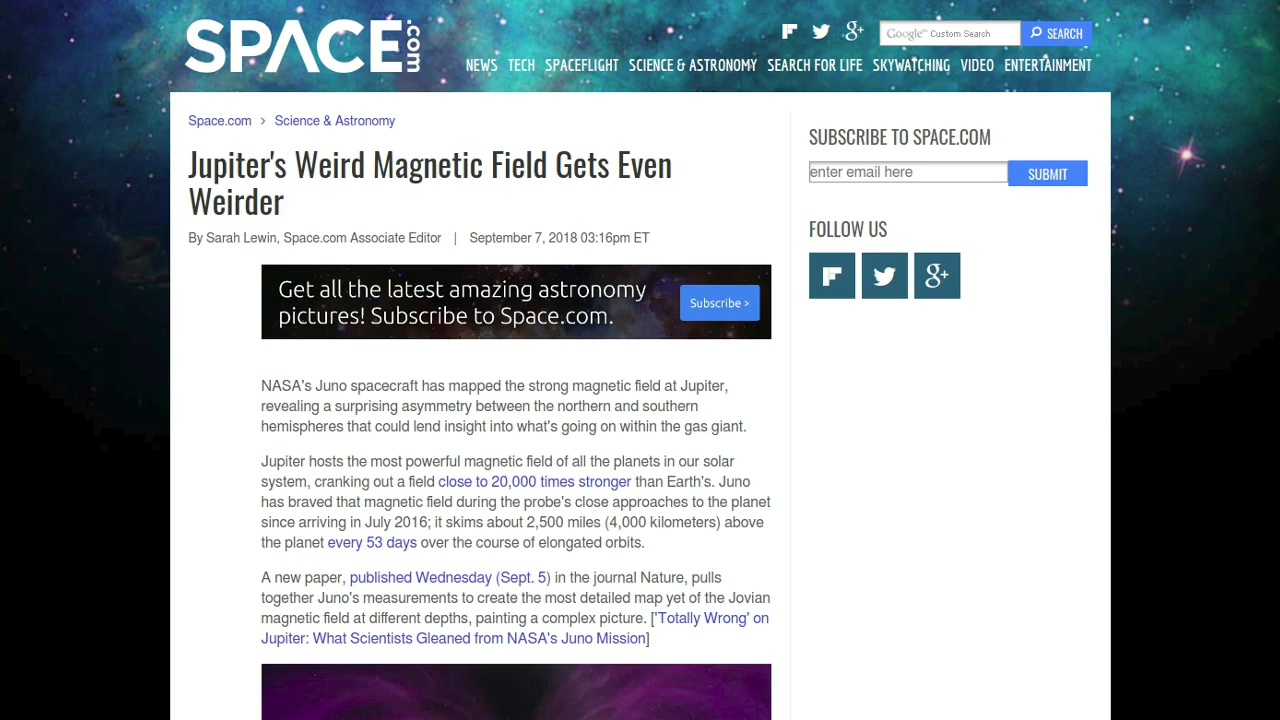 SPACE.com
Google™ Custom Search
SEARCH
NEWS TECH SPACEFLIGHT SCIENCE & ASTRONOMY SEARCH FOR LIFE SKYWATCHING VIDEO ENTERTAINMENT
Space.com > Science & Astronomy
Jupiter's Weird Magnetic Field Gets Even
Weirder
By Sarah Lewin, Space.com Associate Editor | September 7, 2018 03:16pm ET
Get all the latest amazing astronomy
pictures! Subscribe to Space.com.
Subscribe >
NASA's Juno spacecraft has mapped the strong magnetic field at Jupiter,
revealing a surprising asymmetry between the northern and southern
hemispheres that could lend insight into what's going on within the gas giant.
Jupiter hosts the most powerful magnetic field of all the planets in our solar
system, cranking out a field close to 20,000 times stronger than Earth's. Juno
has braved that magnetic field during the probe's close approaches to the planet
since arriving in July 2016; it skims about 2,500 miles (4,000 kilometers) above
the planet every 53 days over the course of elongated orbits.
A new paper, published Wednesday (Sept. 5) in the journal Nature, pulls
together Juno's measurements to create the most detailed map yet of the Jovian
magnetic field at different depths, painting a complex picture. ['Totally Wrong' on
Jupiter: What Scientists Gleaned from NASA's Juno Mission]
SUBSCRIBE TO SPACE.COM
enter email here
SUBMIT
FOLLOW US